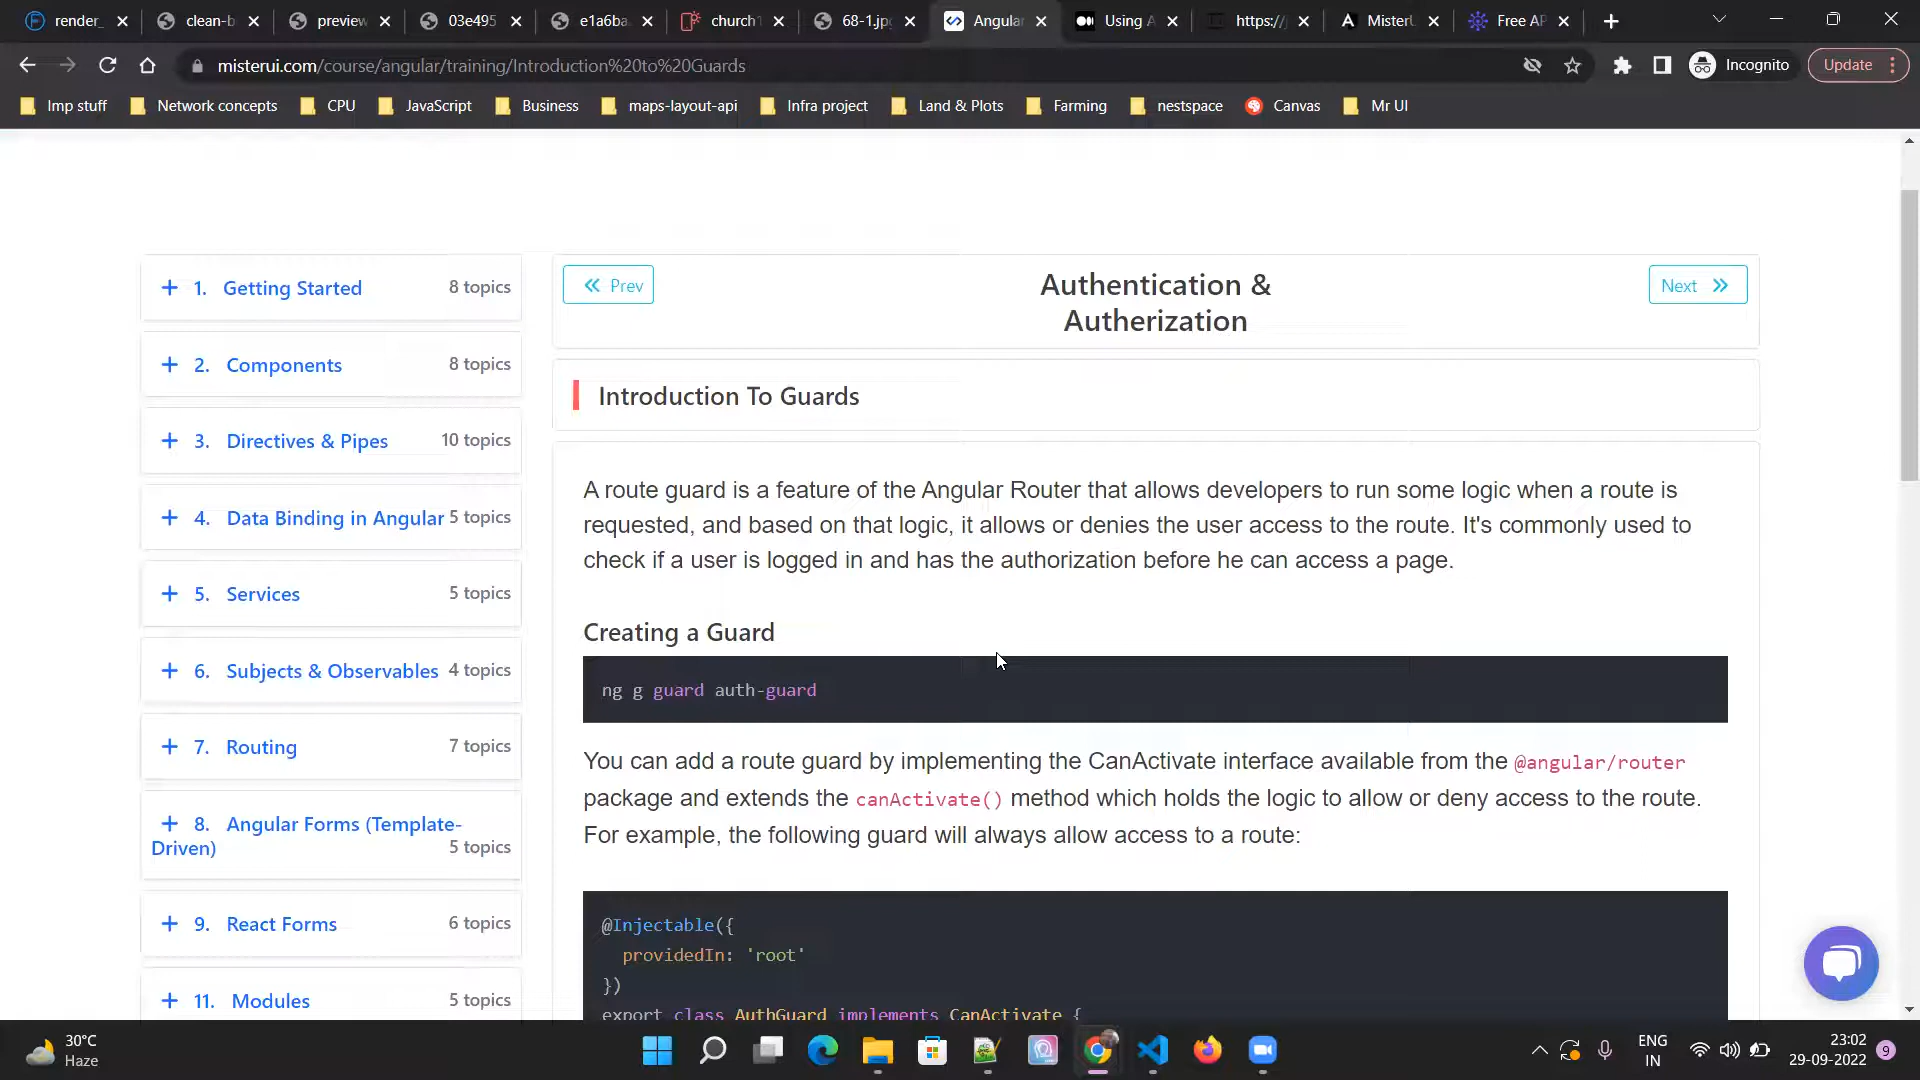 render_
clean-b
preview
03e495
e1a6ba
church
68-1.jp
Angular
Using A
https://
MisterU
Free AP
misterui.com/course/angular/training/Introduction%20to%20Guards
Incognito
Update
Imp stuff
Network concepts
CPU
JavaScript
Business
maps-layout-api
Infra project
Land & Plots
Farming
nestspace
Canvas
Mr UI
+ 1. Getting Started 8 topics
+ 2. Components 8 topics
+ 3. Directives & Pipes 10 topics
+ 4. Data Binding in Angular 5 topics
+ 5. Services 5 topics
+ 6. Subjects & Observables 4 topics
+ 7. Routing 7 topics
+ 8. Angular Forms (Template-
Driven) 5 topics
+ 9. React Forms 6 topics
+ 11. Modules 5 topics
Prev
Authentication &
Autherization
Next
Introduction To Guards
A route guard is a feature of the Angular Router that allows developers to run some logic when a route is
requested, and based on that logic, it allows or denies the user access to the route. It's commonly used to
check if a user is logged in and has the authorization before he can access a page.
Creating a Guard
ng g guard auth-guard
You can add a route guard by implementing the CanActivate interface available from the @angular/router
package and extends the canActivate() method which holds the logic to allow or deny access to the route.
For example, the following guard will always allow access to a route:
@Injectable({
providedIn: 'root'
})
export class AuthGuard implements CanActivate {
30°C
Haze
ENG
IN
23:02
29-09-2022
9